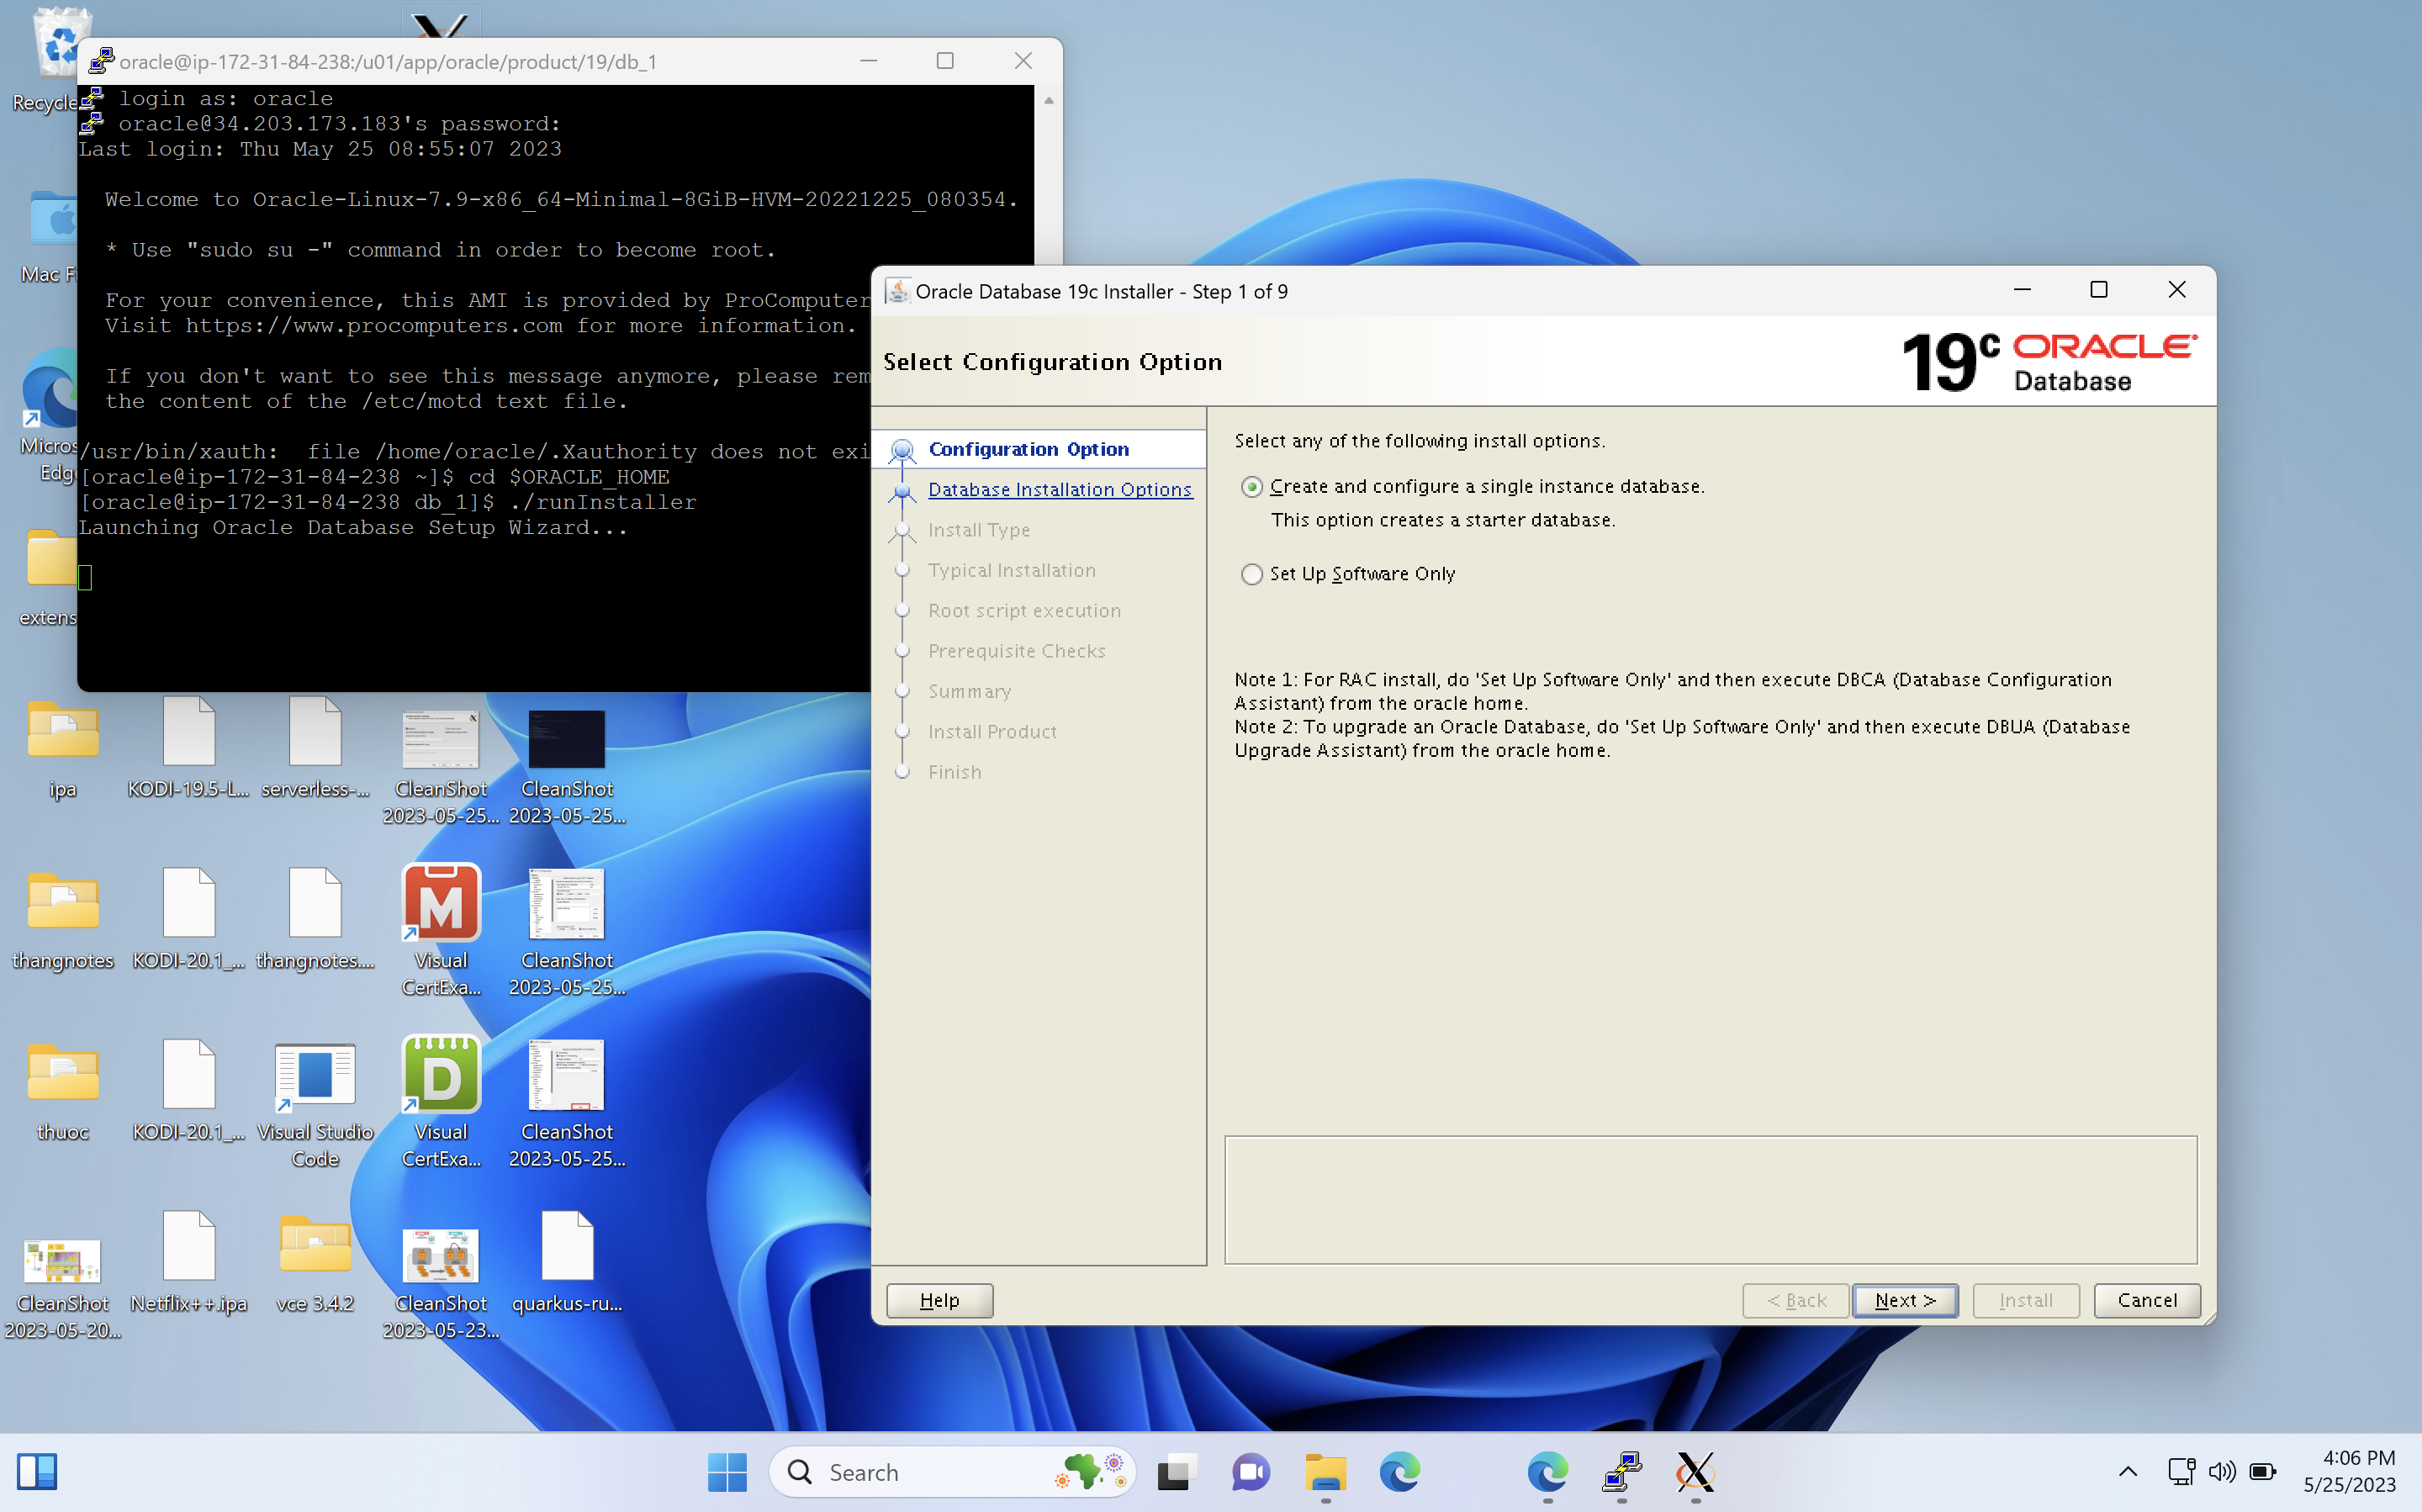 oracle@ip-172-31-84-238:/u01/app/oracle/product/19/db_1
login as: oracle
oracle@34.203.173.183's password:
Last login: Thu May 25 08:55:07 2023
Welcome to Oracle-Linux-7.9-x86_64-Minimal-8GiB-HVM-20221225_080354.
* Use "sudo su -" command in order to become root.
For your convenience, this AMI is provided by ProComputer
Visit https://www.procomputers.com for more information.
If you don't want to see this message anymore, please rem
the content of the /etc/motd text file.
/usr/bin/xauth:  file /home/oracle/.Xauthority does not exi
[oracle@ip-172-31-84-238 ~]$ cd $ORACLE_HOME
[oracle@ip-172-31-84-238 db_1]$ ./runInstaller
Launching Oracle Database Setup Wizard...
Oracle Database 19c Installer - Step 1 of 9
Select Configuration Option
19c ORACLE
Database
Configuration Option
Database Installation Options
Install Type
Typical Installation
Root script execution
Prerequisite Checks
Summary
Install Product
Finish
Select any of the following install options.
Create and configure a single instance database.
This option creates a starter database.
Set Up Software Only
Note 1: For RAC install, do 'Set Up Software Only' and then execute DBCA (Database Configuration
Assistant) from the oracle home.
Note 2: To upgrade an Oracle Database, do 'Set Up Software Only' and then execute DBUA (Database
Upgrade Assistant) from the oracle home.
Help
< Back
Next >
Install
Cancel
Recycle
Mac Fi
Micros
Edg
extens
ipa
KODI-19.5-L...
serverless-...
CleanShot
2023-05-25...
CleanShot
2023-05-25...
thangnotes
KODI-20.1_...
thangnotes....
Visual
CertExa...
CleanShot
2023-05-25...
thuoc
KODI-20.1_...
Visual Studio
Code
Visual
CertExa...
CleanShot
2023-05-25...
CleanShot
2023-05-20...
Netflix++.ipa
vce 3.4.2
CleanShot
2023-05-23...
quarkus-ru...
Search
4:06 PM
5/25/2023